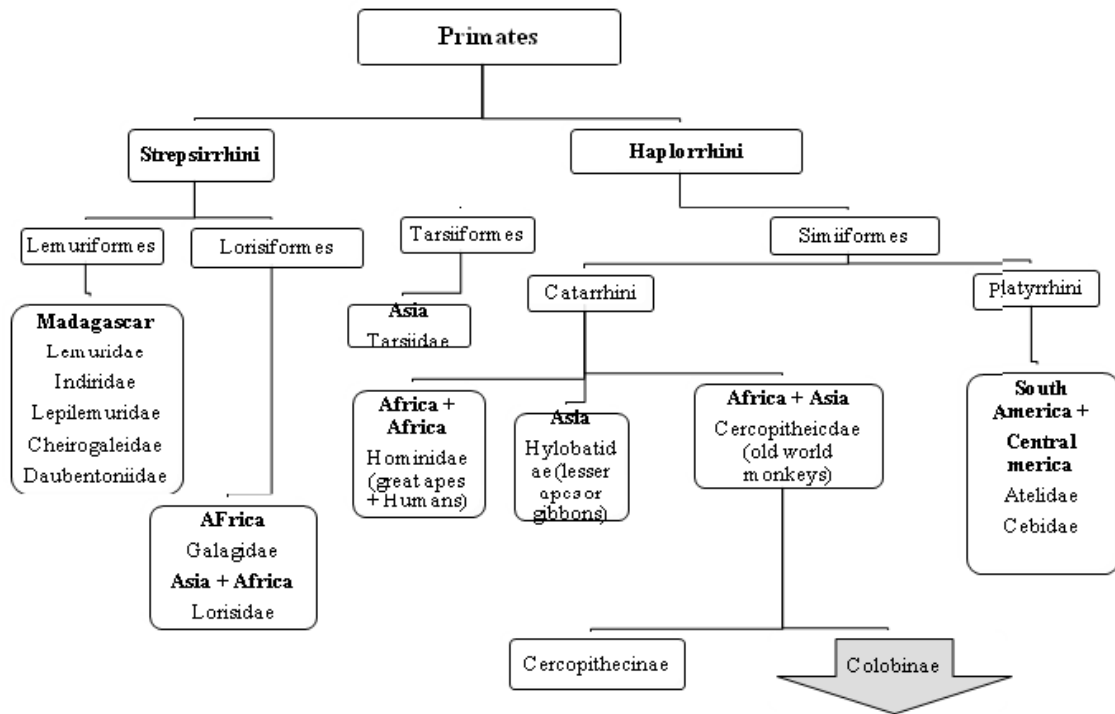 Primates
Strepsirrhini
Haplorrhini
Lemuriformes
Lorisiformes
Tarsiiformes
Simiiformes
Catarrhini
Platyrrhini
Madagascar
Lemuridae
Indiridae
Lepilemuridae
Cheirogaleidae
Daubentoniidae
Asia
Tarsiidae
Africa +
Africa
Hominidae
(great apes
+ Humans)
Asia
Hylobatid
ae (lesser
apes or
gibbons)
Africa + Asia
Cercopitheicdae
(old world
monkeys)
South
America +
Central
merica
Atelidae
Cebidae
AFrica
Galagidae
Asia + Africa
Lorisidae
Cercopithecinae
Colobinae